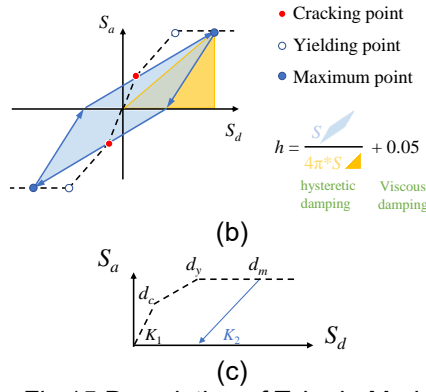 Sa
Cracking point
Yielding point
Maximum point
Sd
h = S / 4π*S + 0.05
hysteretic damping
Viscous damping
(b)
Sa
dc
dy
dm
K1
K2
Sd
(c)